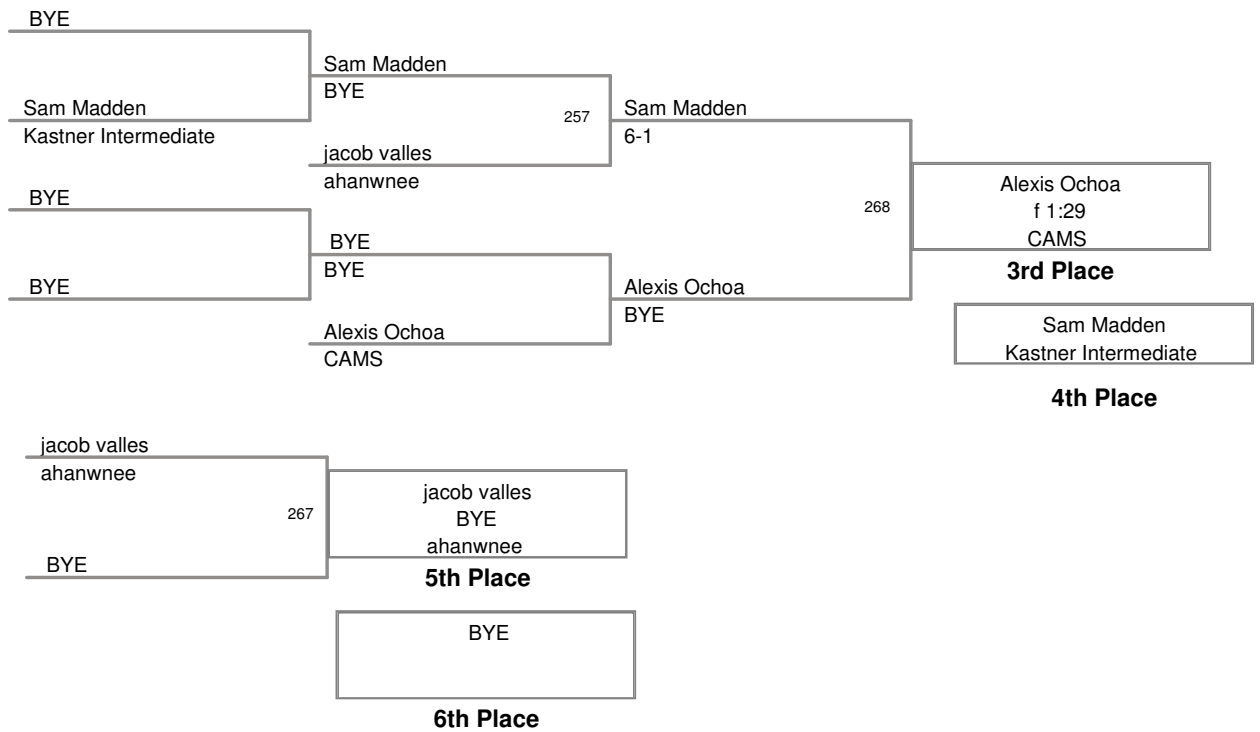 BYE
Sam Madden
BYE
Sam Madden
Kastner Intermediate
257
Sam Madden
6-1
jacob valles
ahanwnee
BYE
BYE
BYE
BYE
Alexis Ochoa
CAMS
Alexis Ochoa
BYE
268
Alexis Ochoa
f 1:29
CAMS
3rd Place
Sam Madden
Kastner Intermediate
4th Place
jacob valles
ahanwnee
267
BYE
jacob valles
BYE
ahanwnee
5th Place
BYE
6th Place